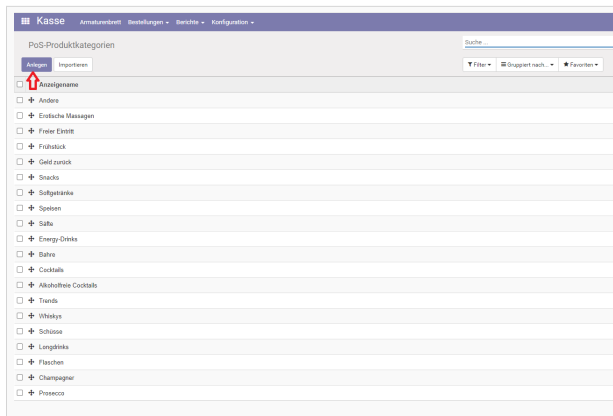 Kasse Armaturenbrett Bestellungen Berichte Konfiguration
PoS-Produktkategorien
Suche ...
Anlegen Importieren
Filter Gruppiert nach... Favoriten
Anzeigename
Andere
Erotische Massagen
Freier Eintritt
Frühstück
Geld zurück
Snacks
Softgetränke
Speisen
Säfte
Energy-Drinks
Bahre
Cocktails
Alkoholfreie Cocktails
Trends
Whiskys
Schüsse
Longdrinks
Flaschen
Champagner
Prosecco